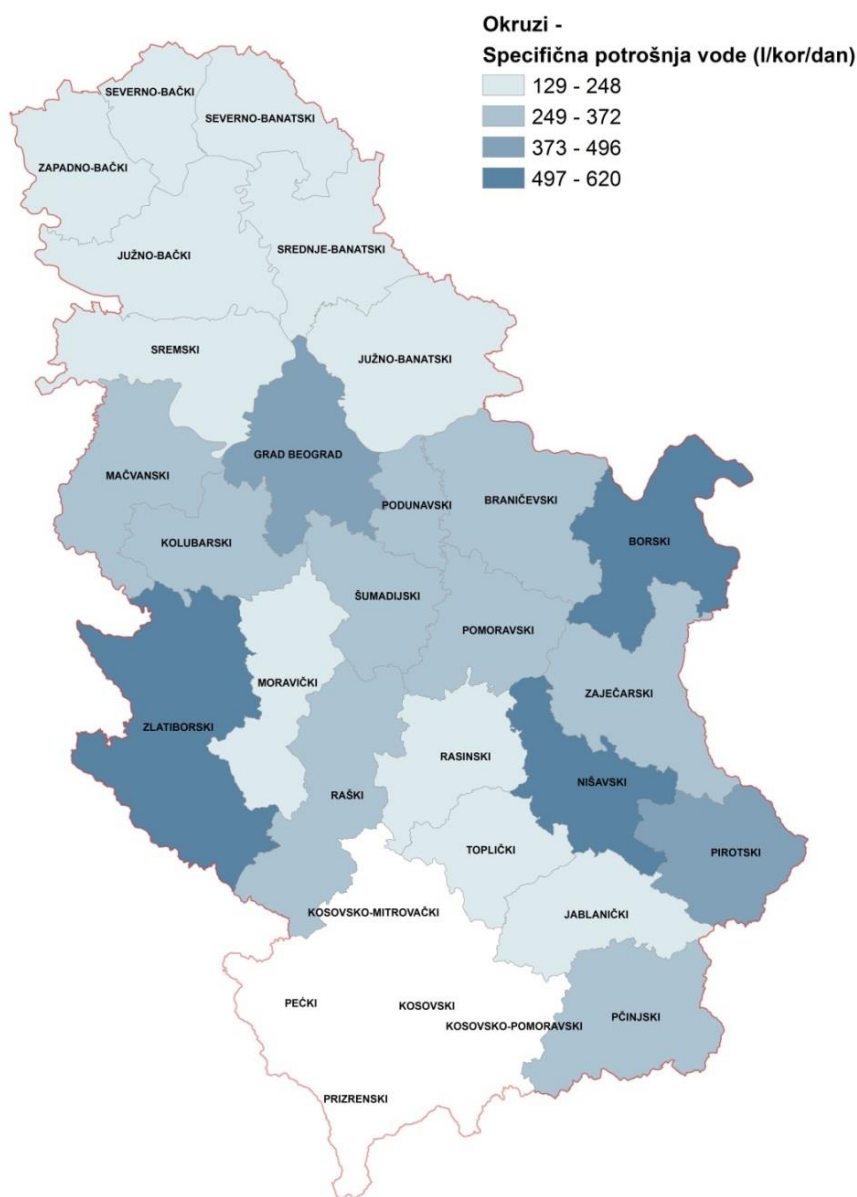 Okruzi -
Specifična potrošnja vode (l/kor/dan)
129 - 248
249 - 372
373 - 496
497 - 620
SEVERNO-BAČKI
SEVERNO-BANATSKI
ZAPADNO-BAČKI
JUŽNO-BAČKI
SREDNJE-BANATSKI
SREMSKI
JUŽNO-BANATSKI
GRAD BEOGRAD
MAČVANSKI
PODUNAVSKI
BRANIČEVSKI
KOLUBARSKI
BORSKI
ŠUMADIJSKI
POMORAVSKI
MORAVIČKI
ZAJEČARSKI
ZLATIBORSKI
RASINSKI
NIŠAVSKI
RAŠKI
TOPLIČKI
PIROTSKI
KOSOVSKO-MITROVAČKI
JABLANIČKI
PEĆKI
KOSOVSKI
KOSOVSKO-POMORAVSKI
PČINJSKI
PRIZRENSKI